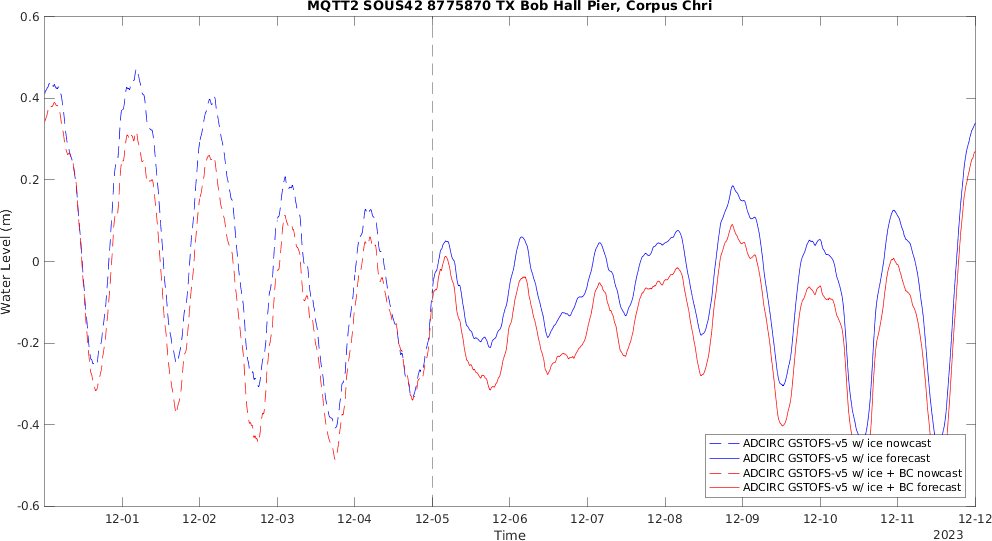 MQTT2 SOUS42 8775870 TX Bob Hall Pier, Corpus Chri
0.6
0.4
0.2
0
-0.2
-0.4
-0.6
Water Level (m)
ADCIRC GSTOFS-v5 w/ ice nowcast
ADCIRC GSTOFS-v5 w/ ice forecast
ADCIRC GSTOFS-v5 w/ ice + BC nowcast
ADCIRC GSTOFS-v5 w/ ice + BC forecast
12-01 12-02 12-03 12-04 12-05 12-06 12-07 12-08 12-09 12-10 12-11 12-12
Time
2023